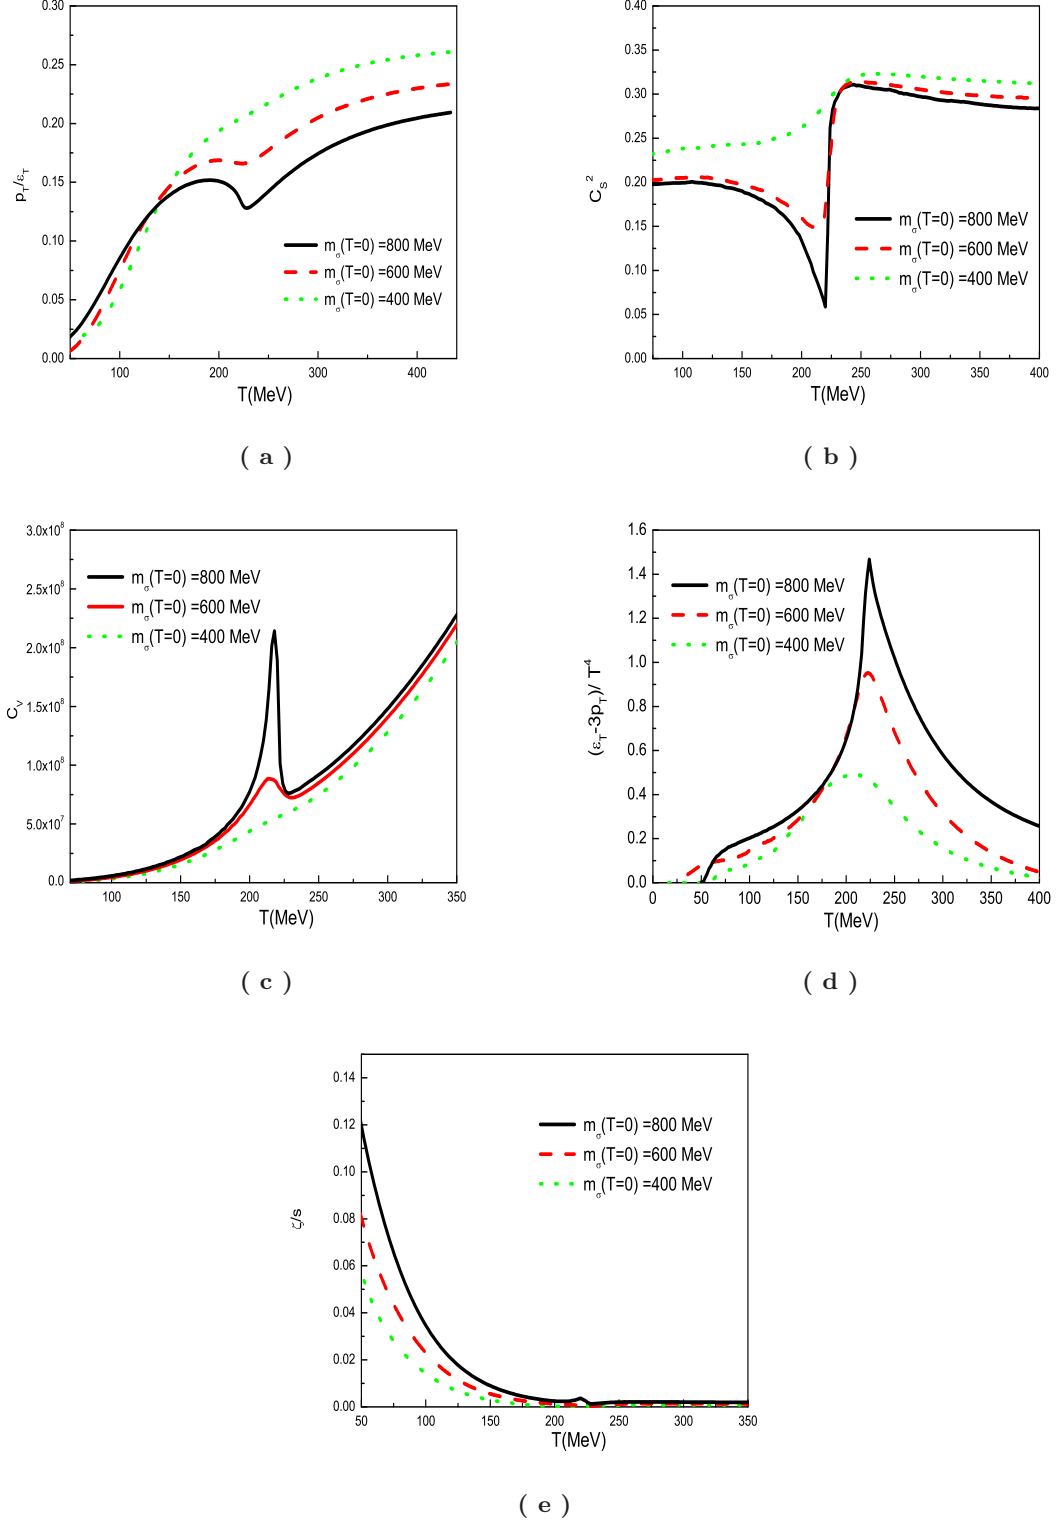 0.30
0.25
0.20
0.15
0.10
0.05
0.00
p_T/ε_T
m_σ(T=0) =800 MeV
m_σ(T=0) =600 MeV
m_σ(T=0) =400 MeV
100 200 300 400
T(MeV)
( a )
0.40
0.35
0.30
0.25
0.20
0.15
0.10
0.05
0.00
C_S^2
m_σ(T=0) =800 MeV
m_σ(T=0) =600 MeV
m_σ(T=0) =400 MeV
100 150 200 250 300 350 400
T(MeV)
( b )
3.0x10^8
2.5x10^8
2.0x10^8
1.5x10^8
1.0x10^8
5.0x10^7
0.0
C_V
m_σ(T=0) =800 MeV
m_σ(T=0) =600 MeV
m_σ(T=0) =400 MeV
100 150 200 250 300 350
T(MeV)
( c )
1.6
1.4
1.2
1.0
0.8
0.6
0.4
0.2
0.0
(ε_T-3p_T)/ T^4
m_σ(T=0) =800 MeV
m_σ(T=0) =600 MeV
m_σ(T=0) =400 MeV
0 50 100 150 200 250 300 350 400
T(MeV)
( d )
0.14
0.12
0.10
0.08
0.06
0.04
0.02
0.00
ζ/s
m_σ(T=0) =800 MeV
m_σ(T=0) =600 MeV
m_σ(T=0) =400 MeV
50 100 150 200 250 300 350
T(MeV)
( e )